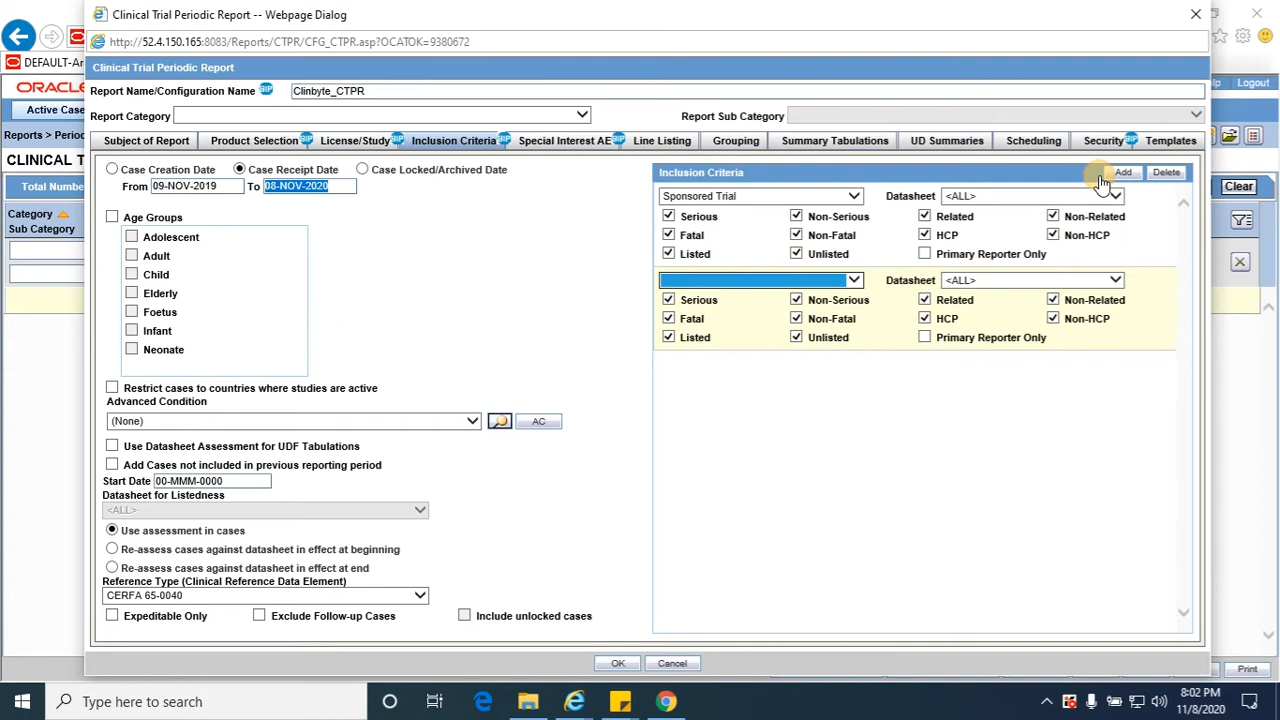 Clinical Trial Periodic Report -- Webpage Dialog
http://52.4.150.165:8083/Reports/CTPR/CFG_CTPR.asp?OCATOK=9380672
DEFAULT-Ar
Clinical Trial Periodic Report
ORACLE
Logout
Report Name/Configuration Name BIP Clinbyte_CTPR
Active Case
Report Category Report Sub Category
Reports > Period
Subject of Report Product Selection BIP License/Study BIP Inclusion Criteria BIP Special Interest AE BIP Line Listing Grouping Summary Tabulations UD Summaries Scheduling Security BIP Templates
CLINICAL T
Case Creation Date Case Receipt Date Case Locked/Archived Date
From 09-NOV-2019 To 08-NOV-2020
Inclusion Criteria Add Delete
Total Numbe
Clear
Sponsored Trial Datasheet <ALL>
Category
Sub Category
Age Groups
Adolescent
Adult
Child
Elderly
Foetus
Infant
Neonate
Serious Non-Serious Related Non-Related
Fatal Non-Fatal HCP Non-HCP
Listed Unlisted Primary Reporter Only
Datasheet <ALL>
Serious Non-Serious Related Non-Related
Fatal Non-Fatal HCP Non-HCP
Listed Unlisted Primary Reporter Only
Restrict cases to countries where studies are active
Advanced Condition
(None) AC
Use Datasheet Assessment for UDF Tabulations
Add Cases not included in previous reporting period
Start Date 00-MMM-0000
Datasheet for Listedness
<ALL>
Use assessment in cases
Re-assess cases against datasheet in effect at beginning
Re-assess cases against datasheet in effect at end
Reference Type (Clinical Reference Data Element)
CERFA 65-0040
Expeditable Only Exclude Follow-up Cases Include unlocked cases
OK Cancel
Print
Type here to search
8:02 PM
11/8/2020